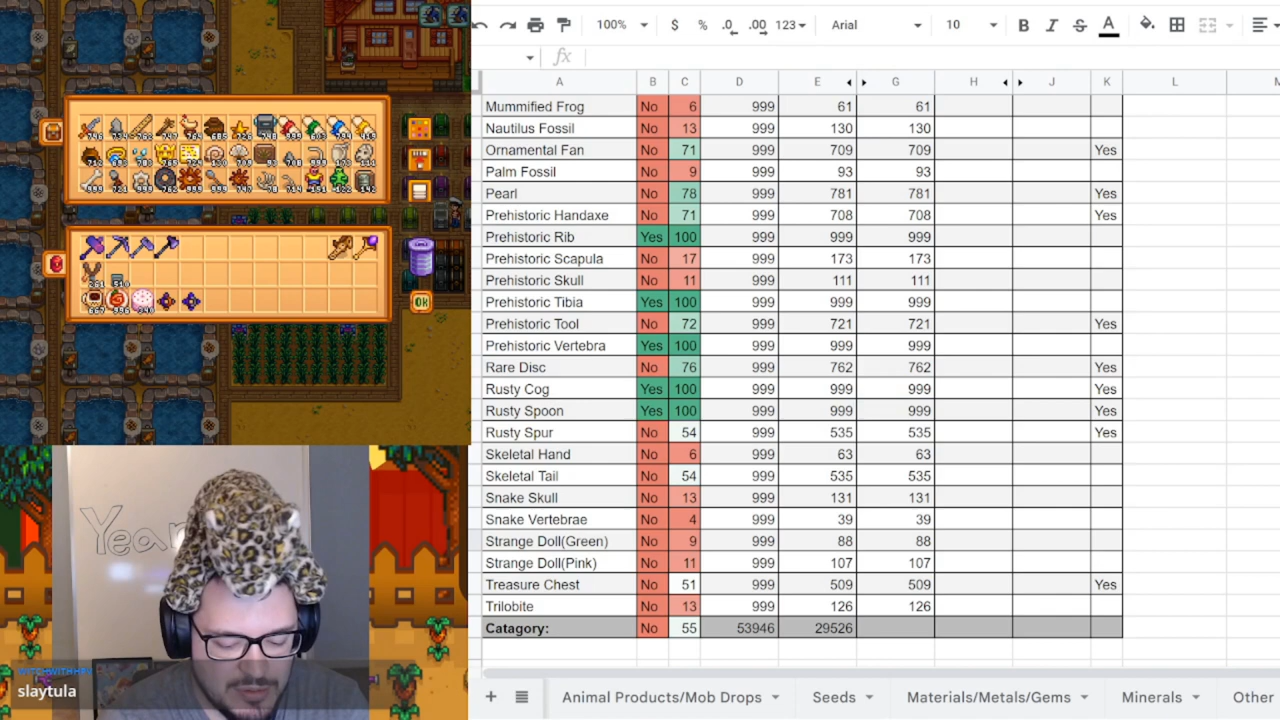 100% $ % .0 .00 123 Arial 10 B I S A
fx
A B C D E G H J K L
Mummified Frog No 6 999 61 61
Nautilus Fossil No 13 999 130 130
Ornamental Fan No 71 999 709 709 Yes
Palm Fossil No 9 999 93 93
Pearl No 78 999 781 781 Yes
Prehistoric Handaxe No 71 999 708 708 Yes
Prehistoric Rib Yes 100 999 999 999
Prehistoric Scapula No 17 999 173 173
Prehistoric Skull No 11 999 111 111
Prehistoric Tibia Yes 100 999 999 999
Prehistoric Tool No 72 999 721 721 Yes
Prehistoric Vertebra Yes 100 999 999 999
Rare Disc No 76 999 762 762 Yes
Rusty Cog Yes 100 999 999 999 Yes
Rusty Spoon Yes 100 999 999 999 Yes
Rusty Spur No 54 999 535 535 Yes
Skeletal Hand No 6 999 63 63
Skeletal Tail No 54 999 535 535
Snake Skull No 13 999 131 131
Snake Vertebrae No 4 999 39 39
Strange Doll(Green) No 9 999 88 88
Strange Doll(Pink) No 11 999 107 107
Treasure Chest No 51 999 509 509 Yes
Trilobite No 13 999 126 126
Catagory: No 55 53946 29526
Animal Products/Mob Drops Seeds Materials/Metals/Gems Minerals Other
Ok
Year
slaytula